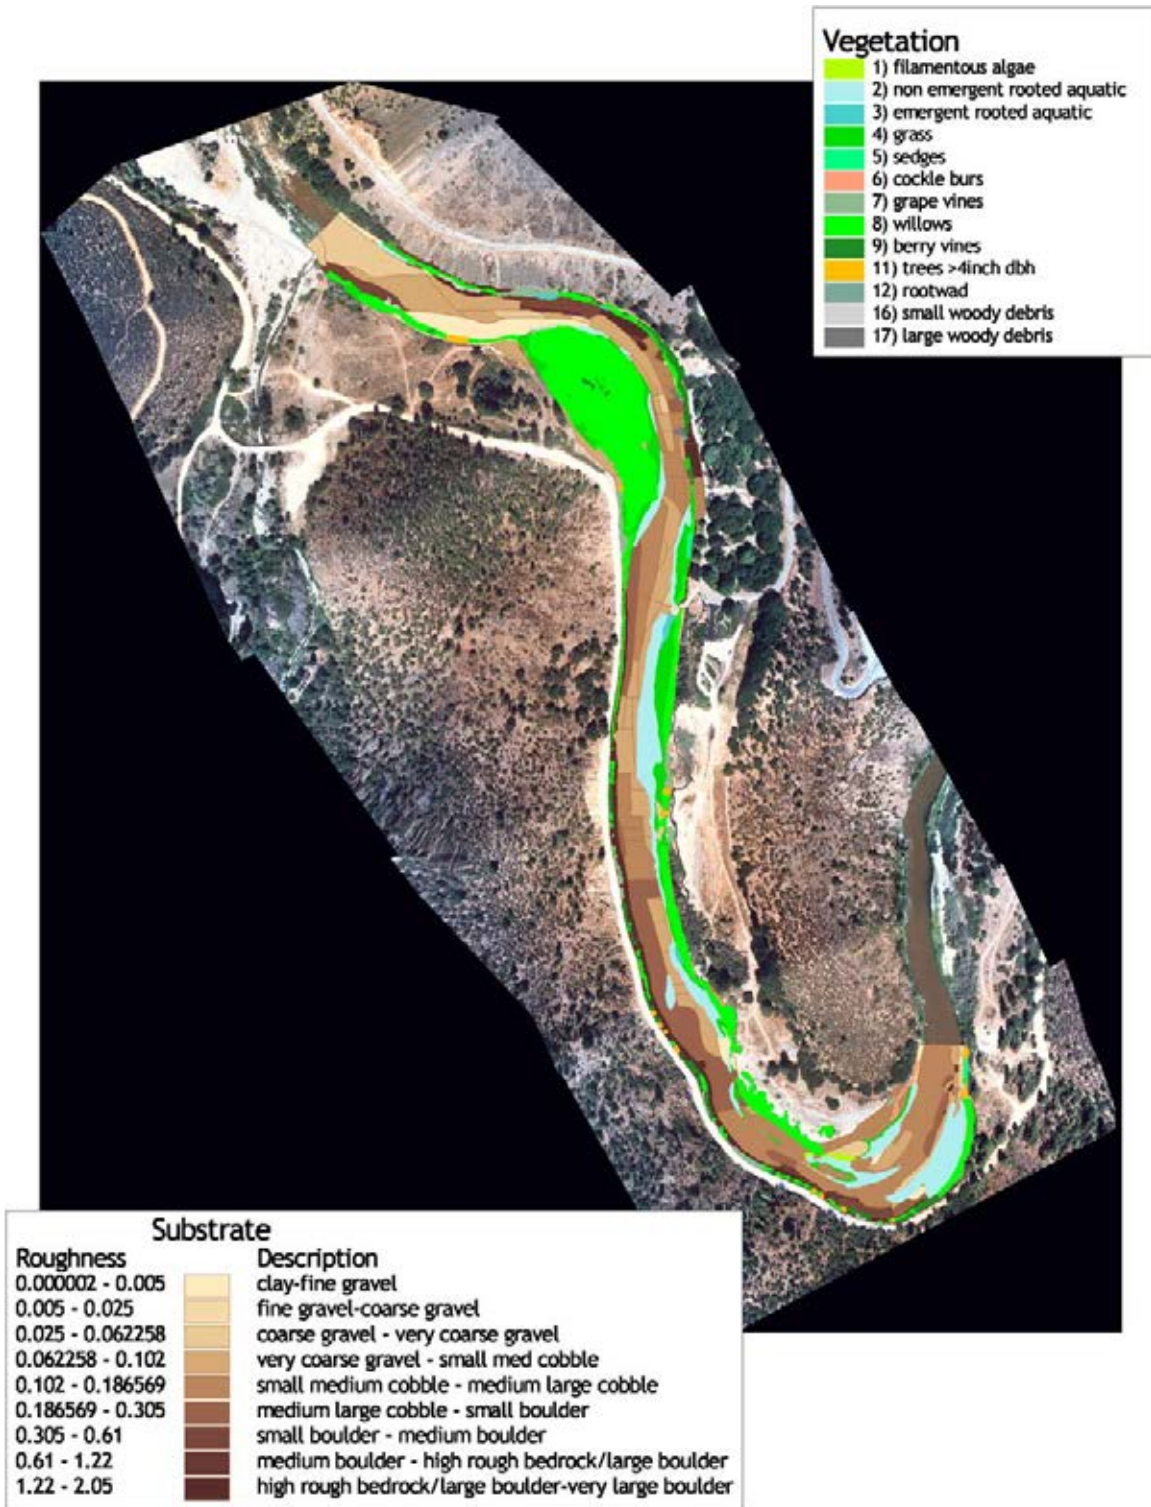 Vegetation
1) filamentous algae
2) non emergent rooted aquatic
3) emergent rooted aquatic
4) grass
5) sedges
6) cockle burs
7) grape vines
8) willows
9) berry vines
11) trees >4inch dbh
12) rootwad
16) small woody debris
17) large woody debris
Substrate
Roughness Description
0.000002 - 0.005 clay-fine gravel
0.005 - 0.025 fine gravel-coarse gravel
0.025 - 0.062258 coarse gravel - very coarse gravel
0.062258 - 0.102 very coarse gravel - small med cobble
0.102 - 0.186569 small medium cobble - medium large cobble
0.186569 - 0.305 medium large cobble - small boulder
0.305 - 0.61 small boulder - medium boulder
0.61 - 1.22 medium boulder - high rough bedrock/large boulder
1.22 - 2.05 high rough bedrock/large boulder-very large boulder